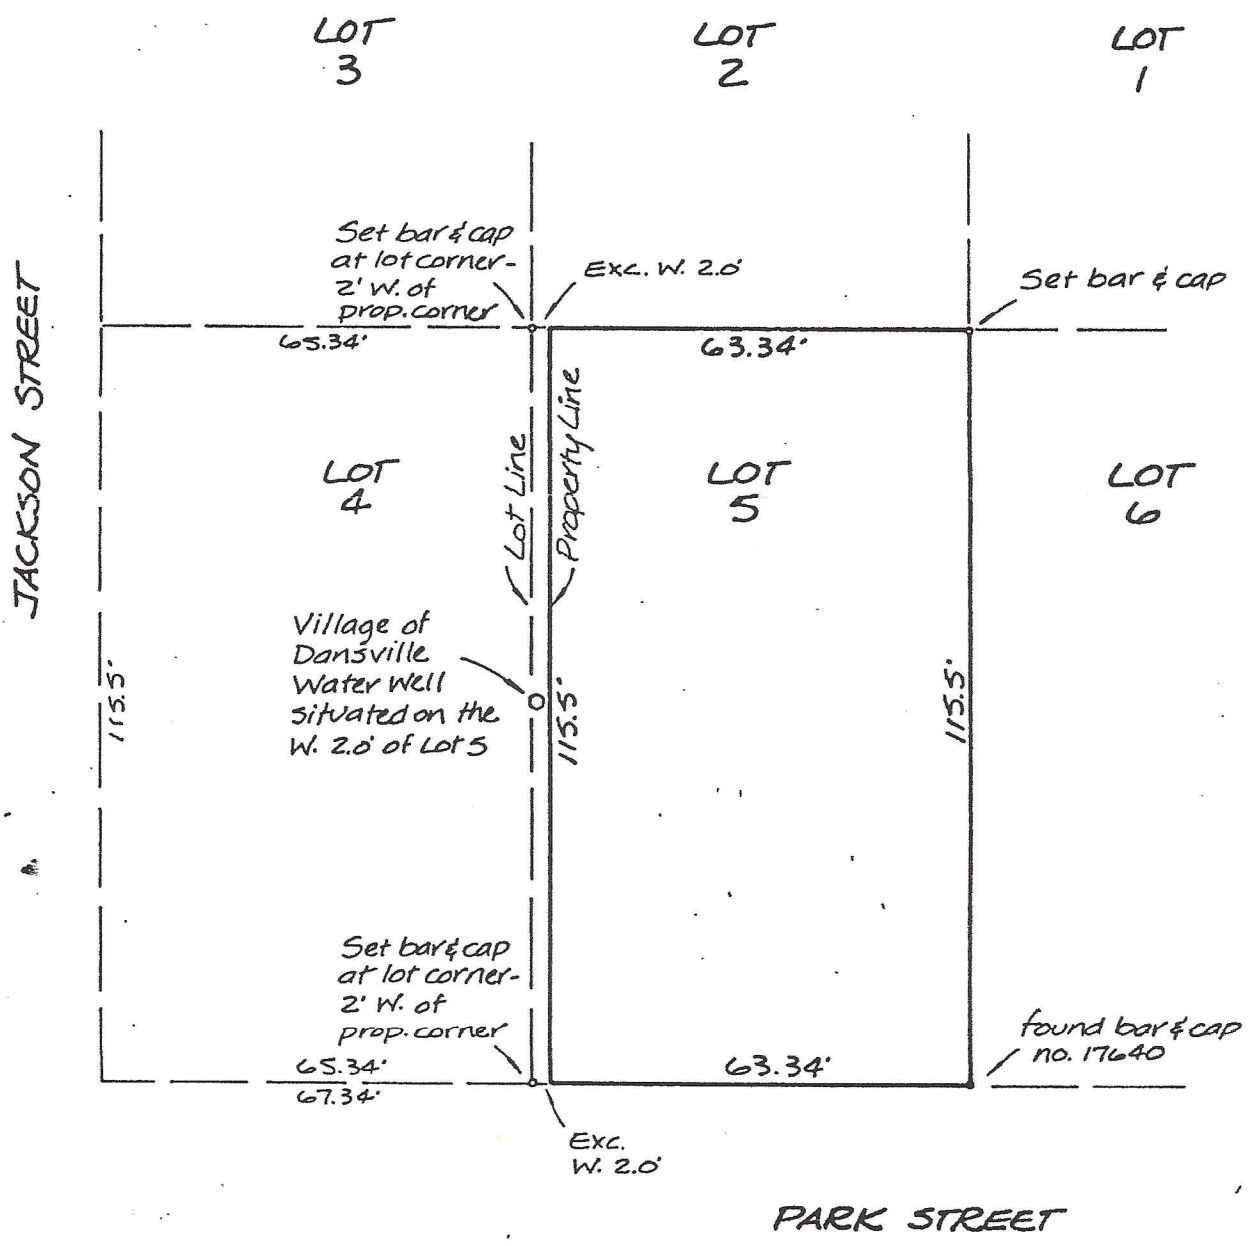 LOT
3
LOT
2
LOT
1
Set bar & cap
at lot corner-
2' W. of
prop. corner
Exc. W. 2.0'
Set bar & cap
65.34'
63.34'
JACKSON STREET
LOT
4
Lot Line
Property Line
LOT
5
LOT
6
Village of
Dansville
Water Well
situated on the
W. 2.0' of Lot 5
115.5'
115.5'
115.5'
Set bar & cap
at lot corner-
2' W. of
prop. corner
found bar & cap
no. 17640
65.34'
67.34'
63.34'
Exc.
W. 2.0'
PARK STREET